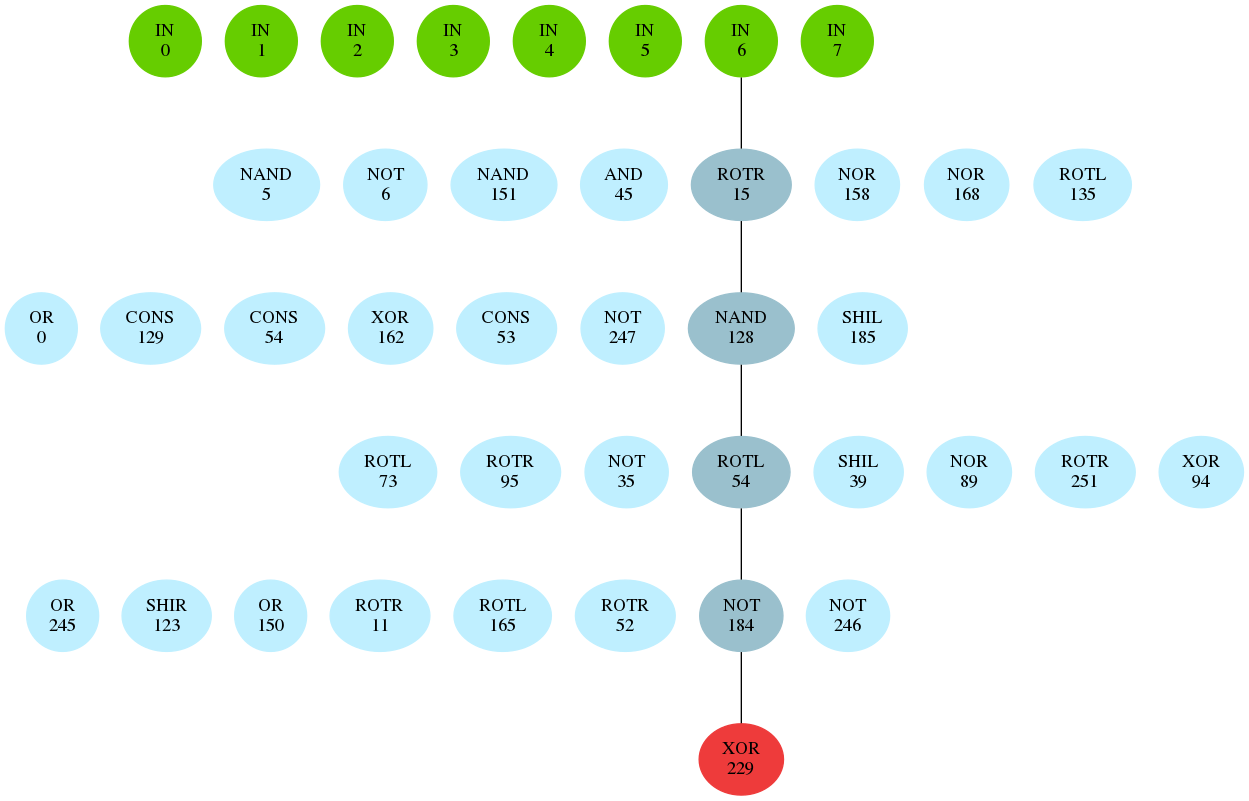 IN
0
IN
1
IN
2
IN
3
IN
4
IN
5
IN
6
IN
7
NAND
5
NOT
6
NAND
151
AND
45
ROTR
15
NOR
158
NOR
168
ROTL
135
OR
0
CONS
129
CONS
54
XOR
162
CONS
53
NOT
247
NAND
128
SHIL
185
ROTL
73
ROTR
95
NOT
35
ROTL
54
SHIL
39
NOR
89
ROTR
251
XOR
94
OR
245
SHIR
123
OR
150
ROTR
11
ROTL
165
ROTR
52
NOT
184
NOT
246
XOR
229